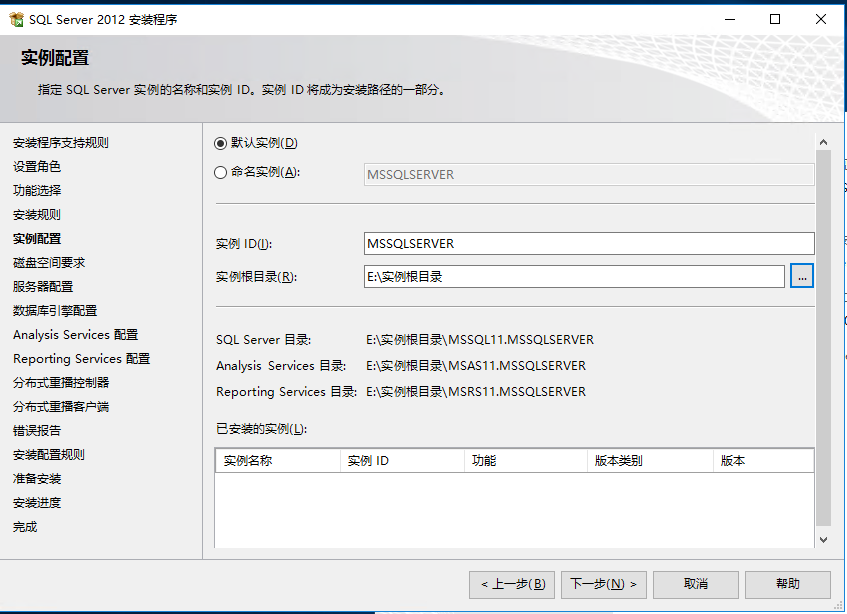 SQL Server 2012 安装程序
实例配置
指定 SQL Server 实例的名称和实例 ID。实例 ID 将成为安装路径的一部分。
安装程序支持规则
设置角色
功能选择
安装规则
实例配置
磁盘空间要求
服务器配置
数据库引擎配置
Analysis Services 配置
Reporting Services 配置
分布式重播控制器
分布式重播客户端
错误报告
安装配置规则
准备安装
安装进度
完成
默认实例(D)
命名实例(A): MSSQLSERVER
实例 ID(I): MSSQLSERVER
实例根目录(R): E:\实例根目录 ...
SQL Server 目录: E:\实例根目录\MSSQL11.MSSQLSERVER
Analysis Services 目录: E:\实例根目录\MSAS11.MSSQLSERVER
Reporting Services 目录: E:\实例根目录\MSRS11.MSSQLSERVER
已安装的实例(L):
实例名称 实例 ID 功能 版本类别 版本
< 上一步(B) 下一步(N) > 取消 帮助